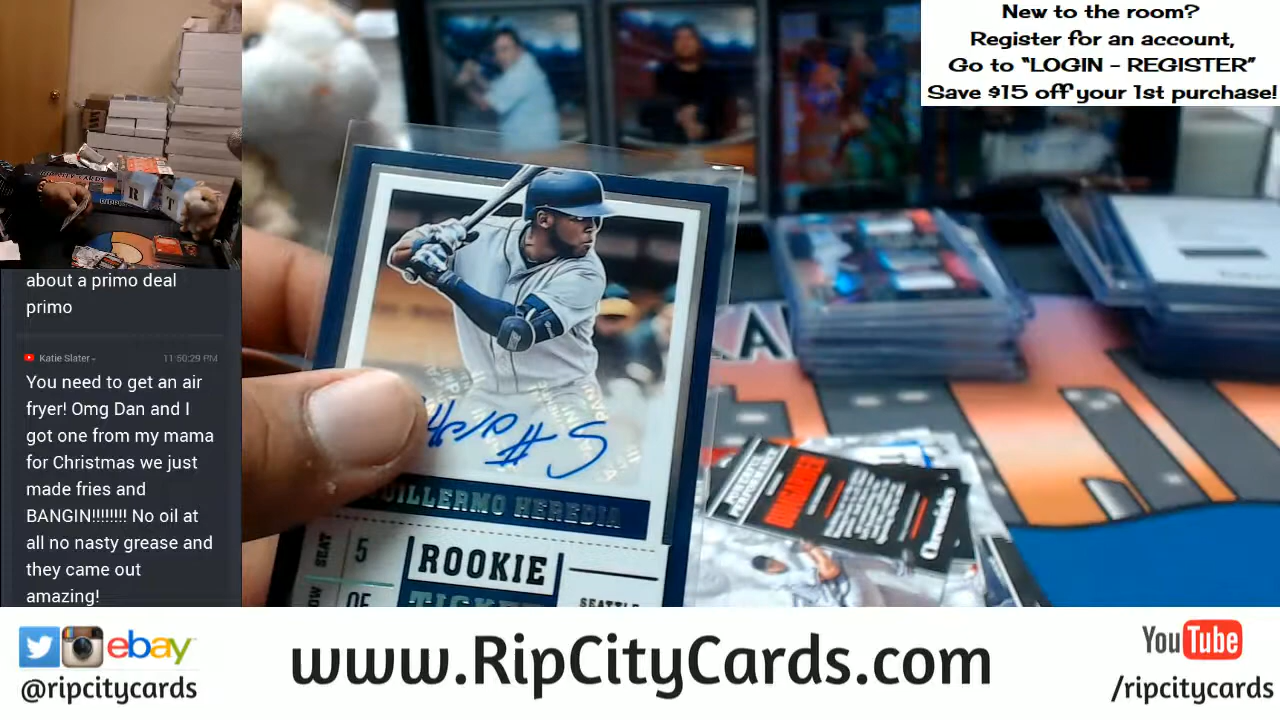 New to the room?
Register for an account,
Go to “LOGIN - REGISTER”
Save $15 off your 1st purchase!
about a primo deal
primo
Katie Slater-
11:50:29 PM
You need to get an air
fryer! Omg Dan and I
got one from my mama
for Christmas we just
made fries and
BANGIN!!!!!!!! No oil at
all no nasty grease and
they came out
amazing!
GUILLERMO HEREDIA
SEAT 5
ROOKIE
SEATTLE
Chronicles
ebay
@ripcitycards
www.RipCityCards.com
YouTube
/ripcitycards